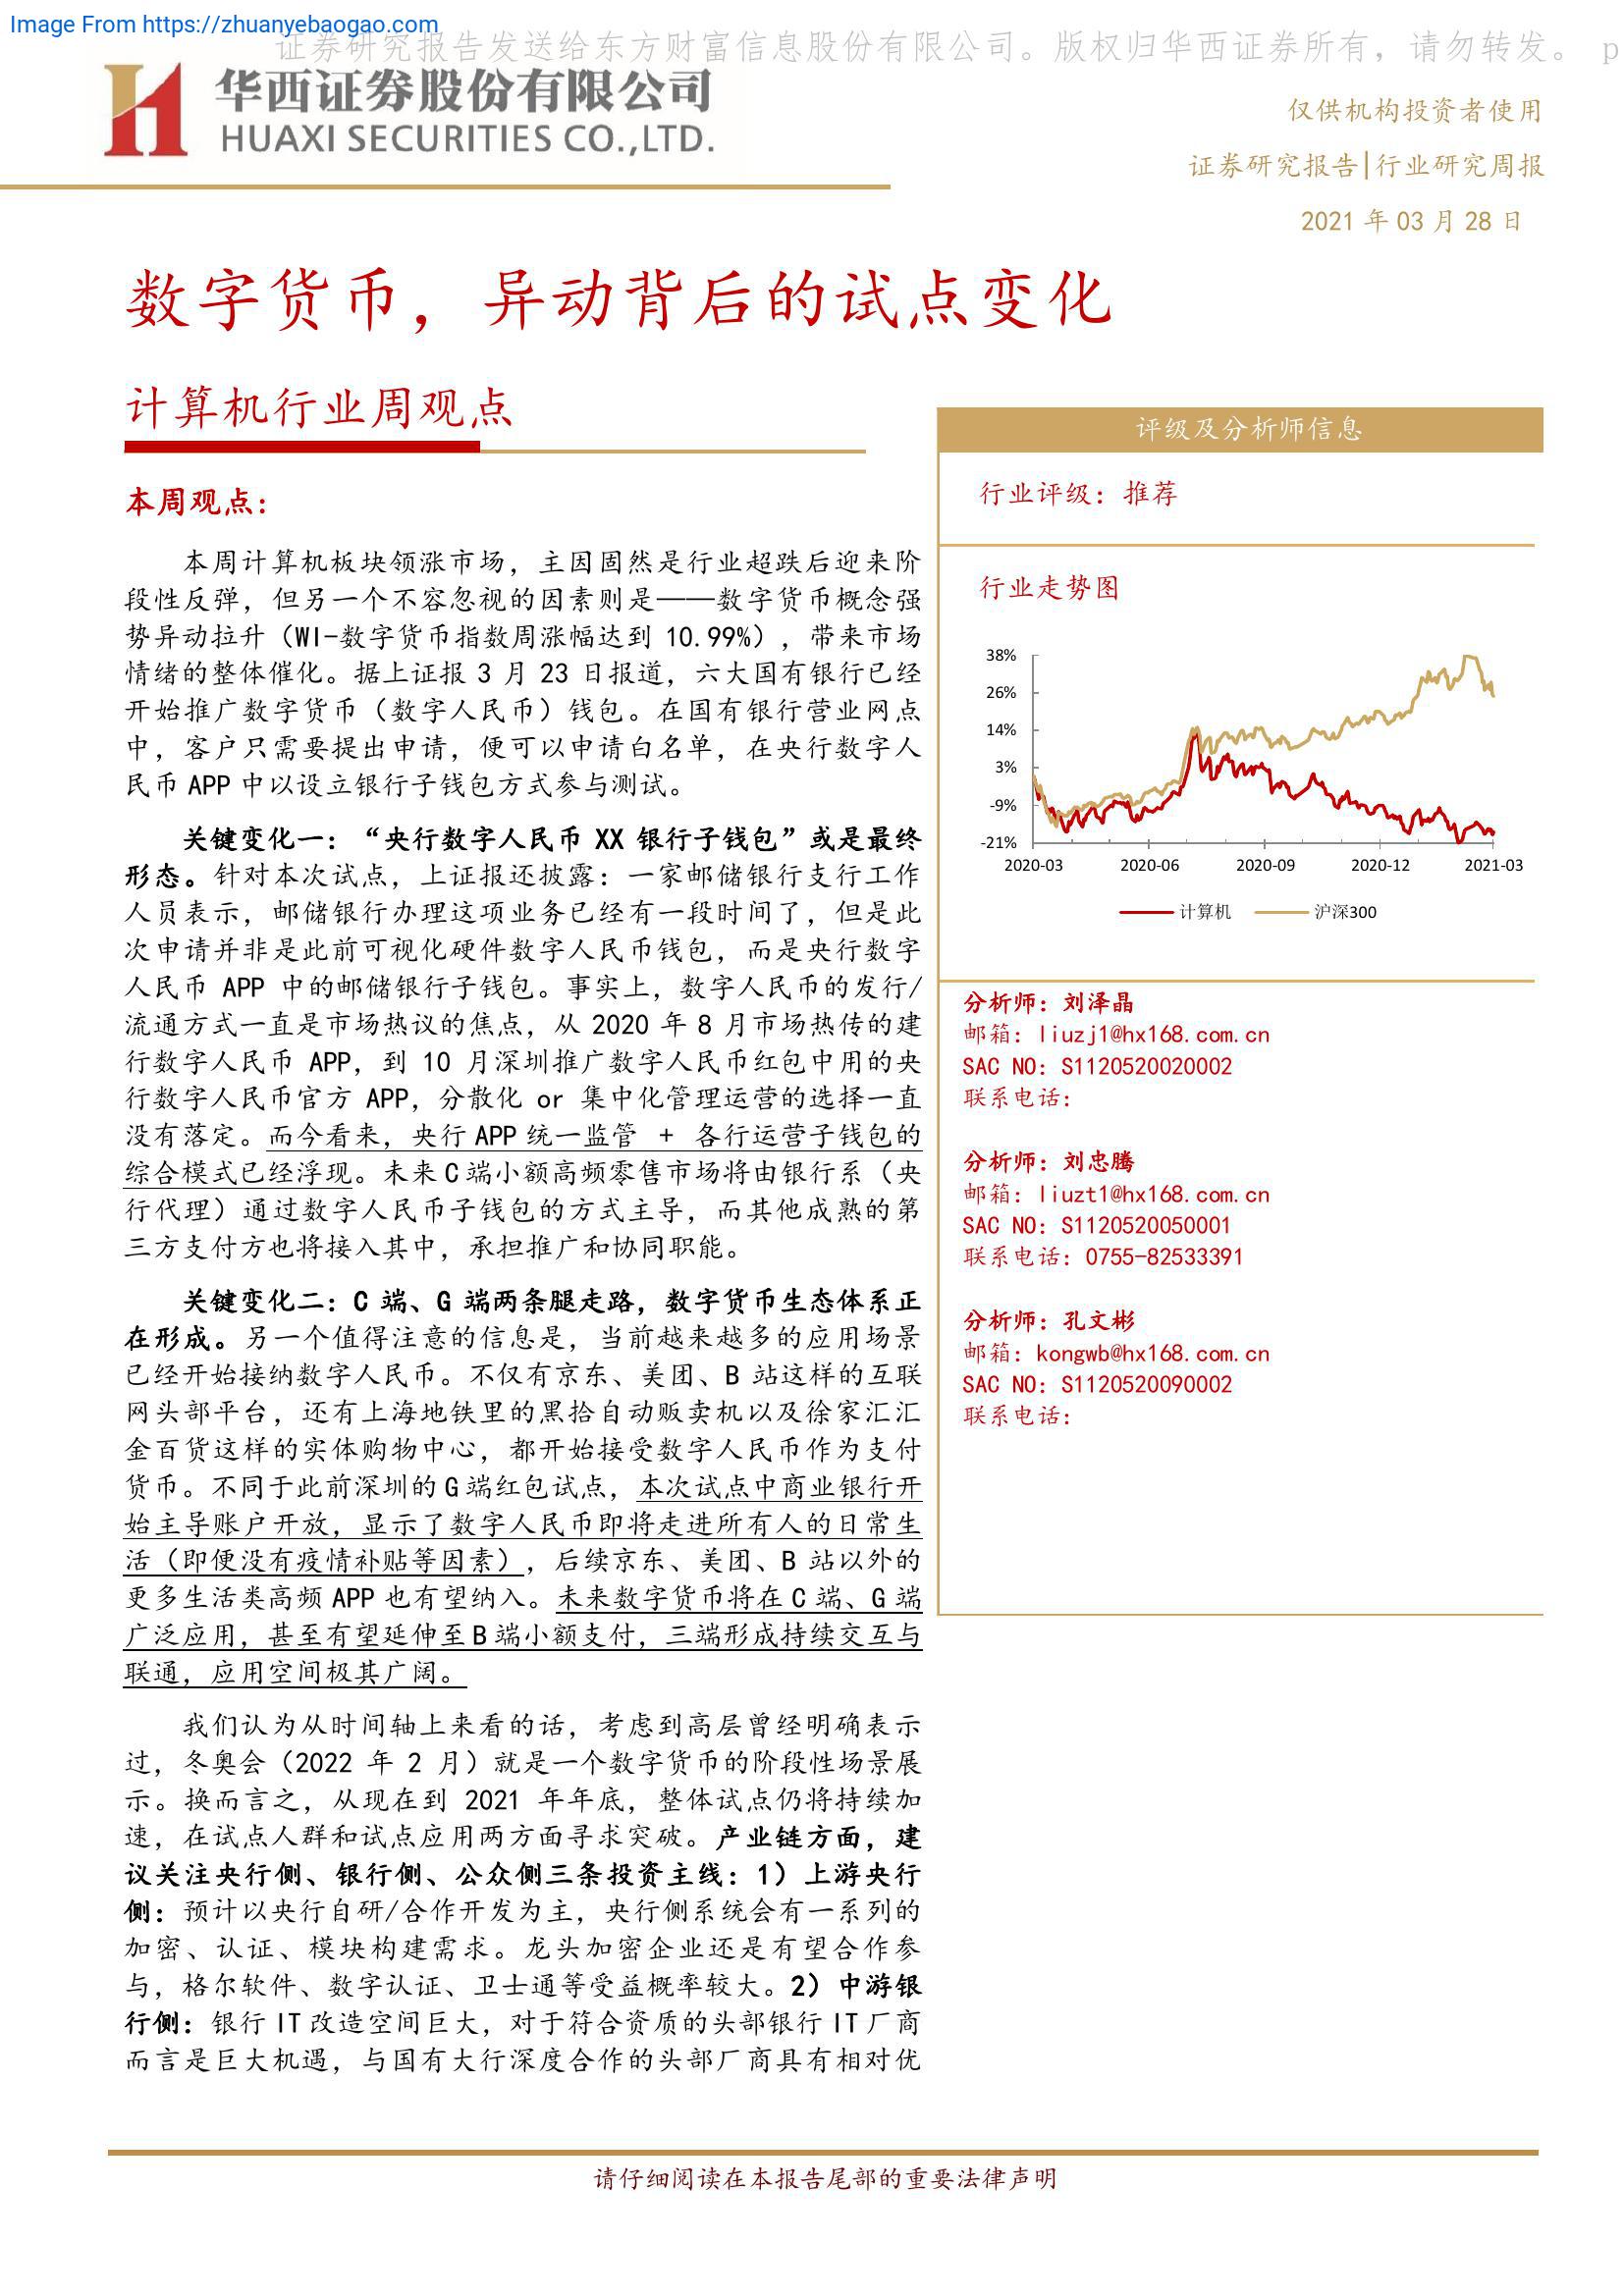 Image From https://zhuanyebaogao.com
证券研究报告发送给东方财富信息股份有限公司。版权归华西证券所有，请勿转发。 p
华西证券股份有限公司
HUAXI SECURITIES CO.,LTD.
仅供机构投资者使用
证券研究报告|行业研究周报
2021 年 03 月 28 日
数字货币，异动背后的试点变化
计算机行业周观点
本周观点：
本周计算机板块领涨市场，主因固然是行业超跌后迎来阶
段性反弹，但另一个不容忽视的因素则是——数字货币概念强
势异动拉升（WI-数字货币指数周涨幅达到 10.99%），带来市场
情绪的整体催化。据上证报 3 月 23 日报道，六大国有银行已经
开始推广数字货币（数字人民币）钱包。在国有银行营业网点
中，客户只需要提出申请，便可以申请白名单，在央行数字人
民币 APP 中以设立银行子钱包方式参与测试。
关键变化一：“央行数字人民币 XX 银行子钱包”或是最终
形态。针对本次试点，上证报还披露：一家邮储银行支行工作
人员表示，邮储银行办理这项业务已经有一段时间了，但是此
次申请并非是此前可视化硬件数字人民币钱包，而是央行数字
人民币 APP 中的邮储银行子钱包。事实上，数字人民币的发行/
流通方式一直是市场热议的焦点，从 2020 年 8 月市场热传的建
行数字人民币 APP，到 10 月深圳推广数字人民币红包中用的央
行数字人民币官方 APP，分散化 or 集中化管理运营的选择一直
没有落定。而今看来，央行 APP 统一监管 + 各行运营子钱包的
综合模式已经浮现。未来 C 端小额高频零售市场将由银行系（央
行代理）通过数字人民币子钱包的方式主导，而其他成熟的第
三方支付方也将接入其中，承担推广和协同职能。
关键变化二：C 端、G 端两条腿走路，数字货币生态体系正
在形成。另一个值得注意的信息是，当前越来越多的应用场景
已经开始接纳数字人民币。不仅有京东、美团、B 站这样的互联
网头部平台，还有上海地铁里的黑拾自动贩卖机以及徐家汇汇
金百货这样的实体购物中心，都开始接受数字人民币作为支付
货币。不同于此前深圳的 G 端红包试点，本次试点中商业银行开
始主导账户开放，显示了数字人民币即将走进所有人的日常生
活（即便没有疫情补贴等因素），后续京东、美团、B 站以外的
更多生活类高频 APP 也有望纳入。未来数字货币将在 C 端、G 端
广泛应用，甚至有望延伸至 B 端小额支付，三端形成持续交互与
联通，应用空间极其广阔。
我们认为从时间轴上来看的话，考虑到高层曾经明确表示
过，冬奥会（2022 年 2 月）就是一个数字货币的阶段性场景展
示。换而言之，从现在到 2021 年年底，整体试点仍将持续加
速，在试点人群和试点应用两方面寻求突破。产业链方面，建
议关注央行侧、银行侧、公众侧三条投资主线：1）上游央行
侧：预计以央行自研/合作开发为主，央行侧系统会有一系列的
加密、认证、模块构建需求。龙头加密企业还是有望合作参
与，格尔软件、数字认证、卫士通等受益概率较大。2）中游银
行侧：银行 IT 改造空间巨大，对于符合资质的头部银行 IT 厂商
而言是巨大机遇，与国有大行深度合作的头部厂商具有相对优
评级及分析师信息
行业评级：推荐
行业走势图
38%
26%
14%
3%
-9%
-21%
2020-03 2020-06 2020-09 2020-12 2021-03
计算机 沪深300
分析师：刘泽晶
邮箱：liuzj1@hx168.com.cn
SAC NO：S1120520020002
联系电话：
分析师：刘忠腾
邮箱：liuzt1@hx168.com.cn
SAC NO：S1120520050001
联系电话：0755-82533391
分析师：孔文彬
邮箱：kongwb@hx168.com.cn
SAC NO：S1120520090002
联系电话：
请仔细阅读在本报告尾部的重要法律声明